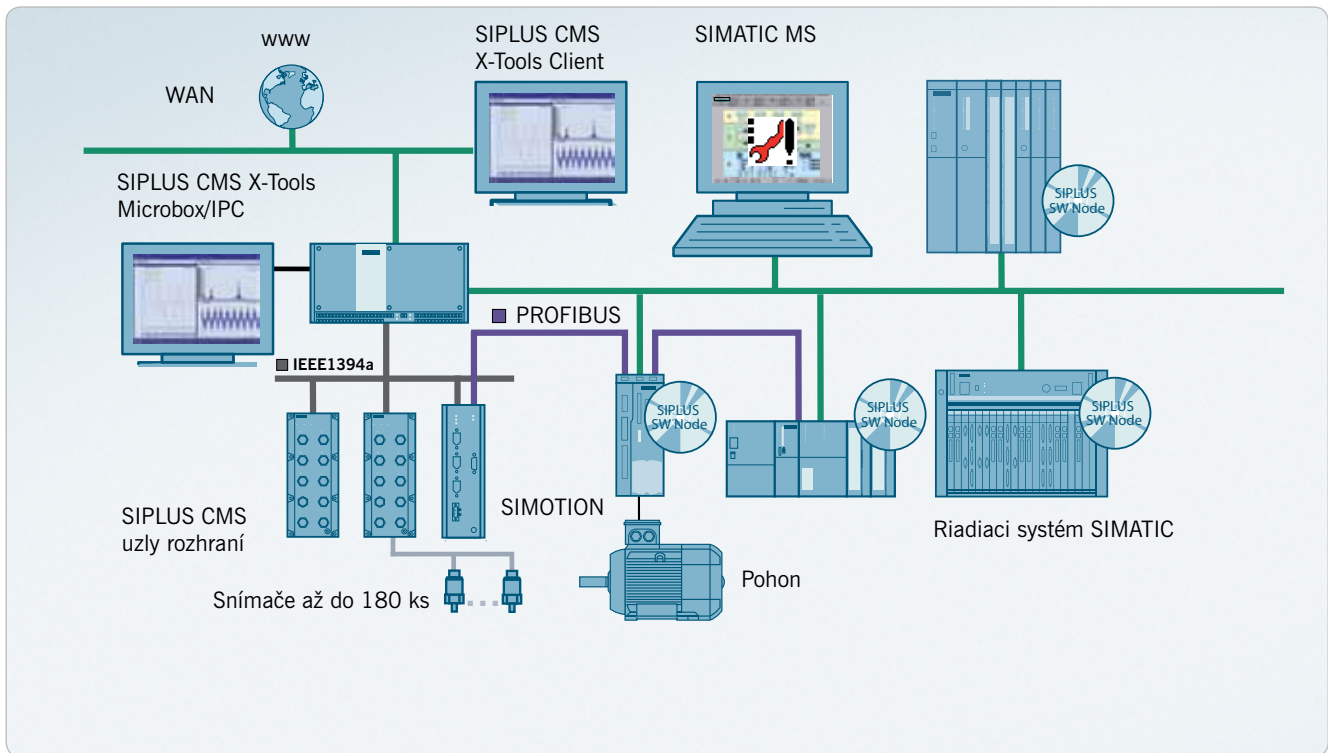 www
WAN
SIPLUS CMS
X-Tools Client
SIMATIC MS
SIPLUS CMS X-Tools
Microbox/IPC
SIPLUS
SW Node
PROFIBUS
IEEE1394a
SIPLUS
SW Node
SIPLUS
SW Node
SIPLUS
SW Node
SIPLUS CMS
uzly rozhraní
SIMOTION
Riadiaci systém SIMATIC
Snímače až do 180 ks
Pohon